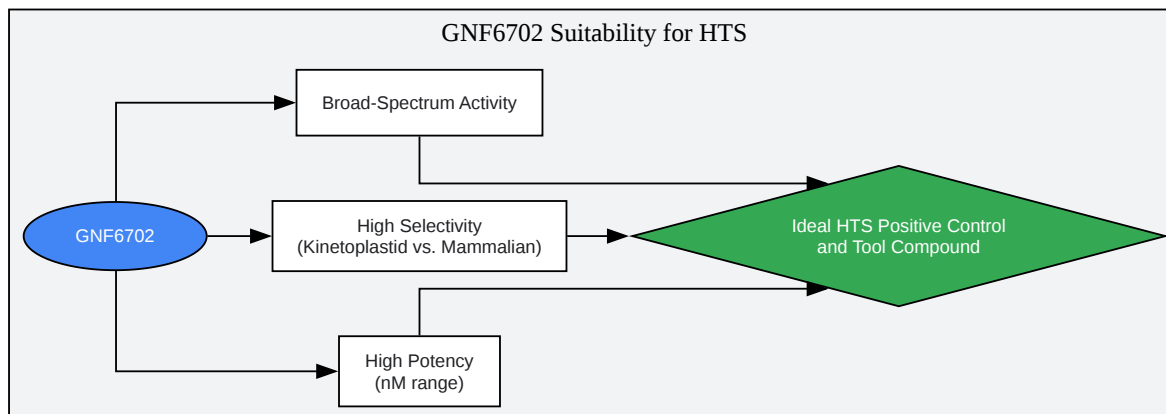 GNF6702 Suitability for HTS
Broad-Spectrum Activity
GNF6702
High Selectivity
(Kinetoplastid vs. Mammalian)
Ideal HTS Positive Control
and Tool Compound
High Potency
(nM range)